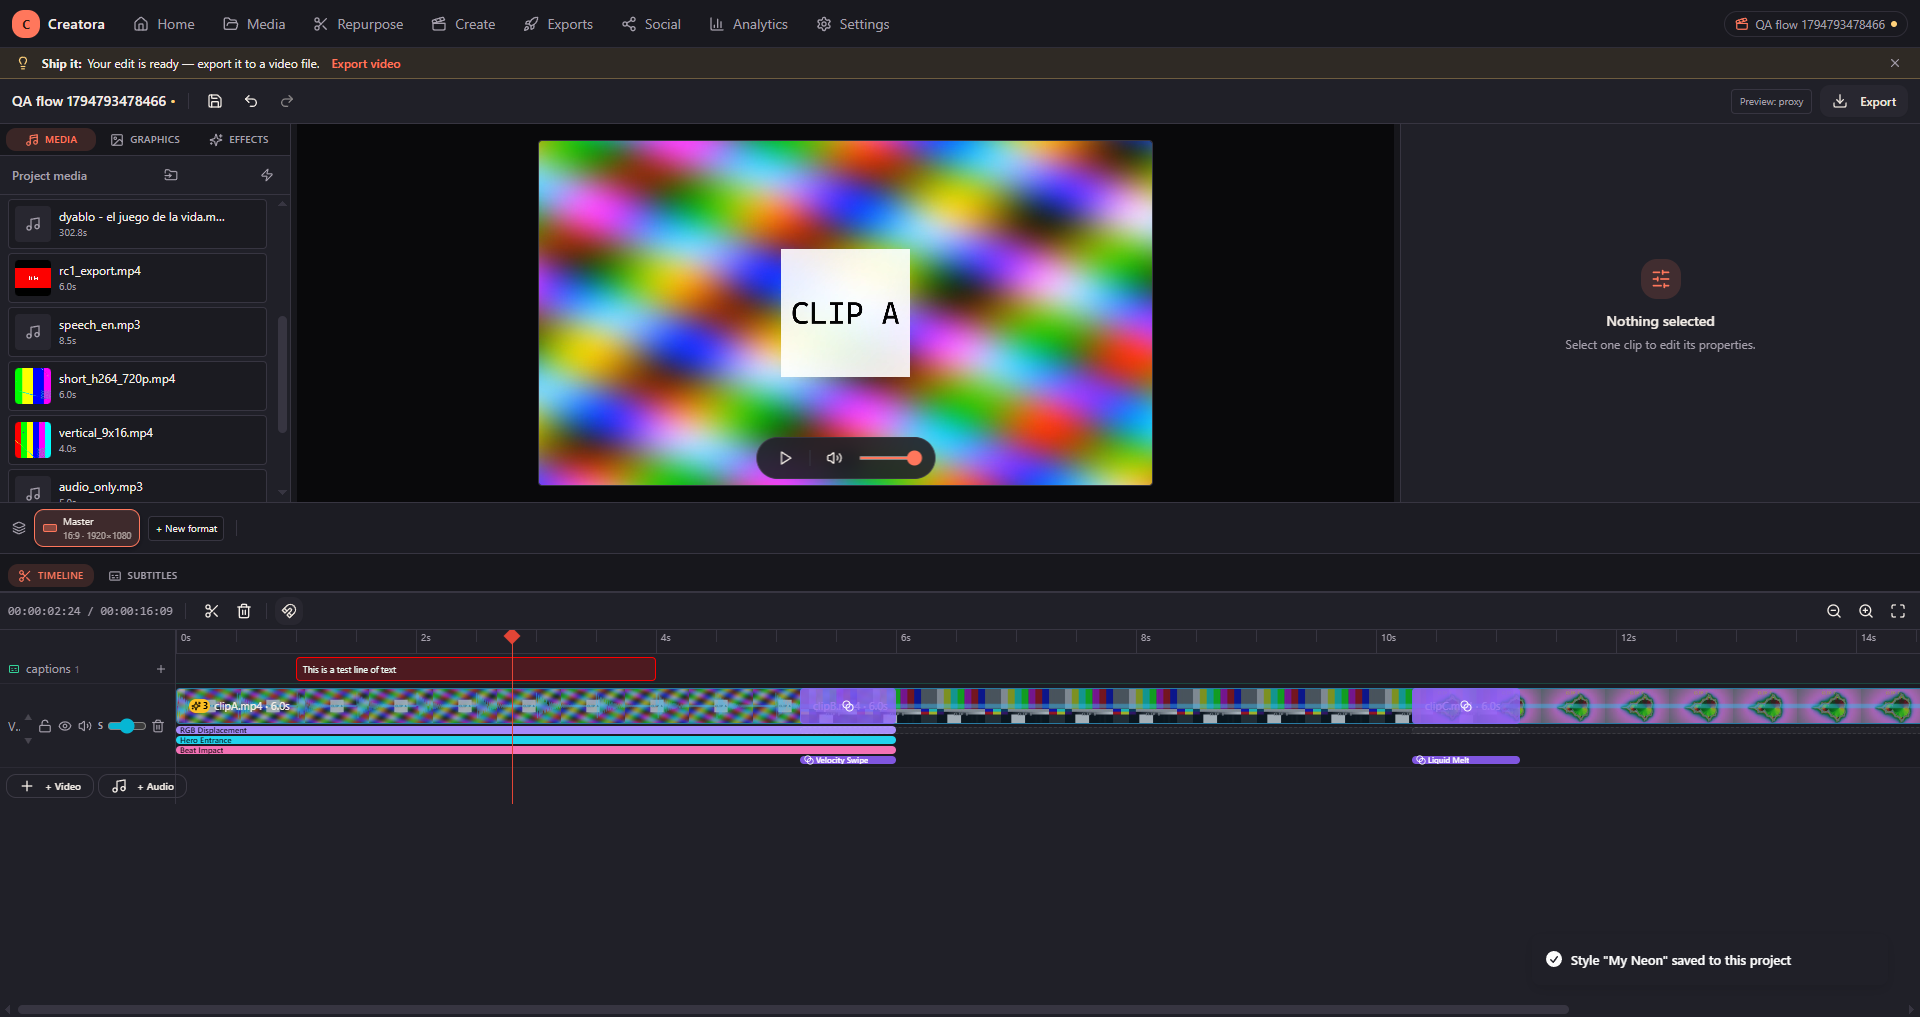 C Creatora Home Media Repurpose Create Exports Social Analytics Settings QA flow 1794793478466
Ship it: Your edit is ready — export it to a video file. Export video
QA flow 1794793478466 • Preview: proxy Export
MEDIA GRAPHICS EFFECTS
Project media
dyablo - el juego de la vida.m...
302.8s
rc1_export.mp4
6.0s
speech_en.mp3
8.5s
short_h264_720p.mp4
6.0s
vertical_9x16.mp4
4.0s
audio_only.mp3
CLIP A
Nothing selected
Select one clip to edit its properties.
Master
16:9 · 1920×1080
+ New format
TIMELINE SUBTITLES
00:00:02:24 / 00:00:16:09
0s 2s 4s 6s 8s 10s 12s 14s
captions 1
This is a test line of text
3 clipA.mp4 · 6.0s
V.. S
RGB Displacement
Hero Entrance
Beat Impact
Velocity Swipe Liquid Melt
+ Video + Audio
Style "My Neon" saved to this project